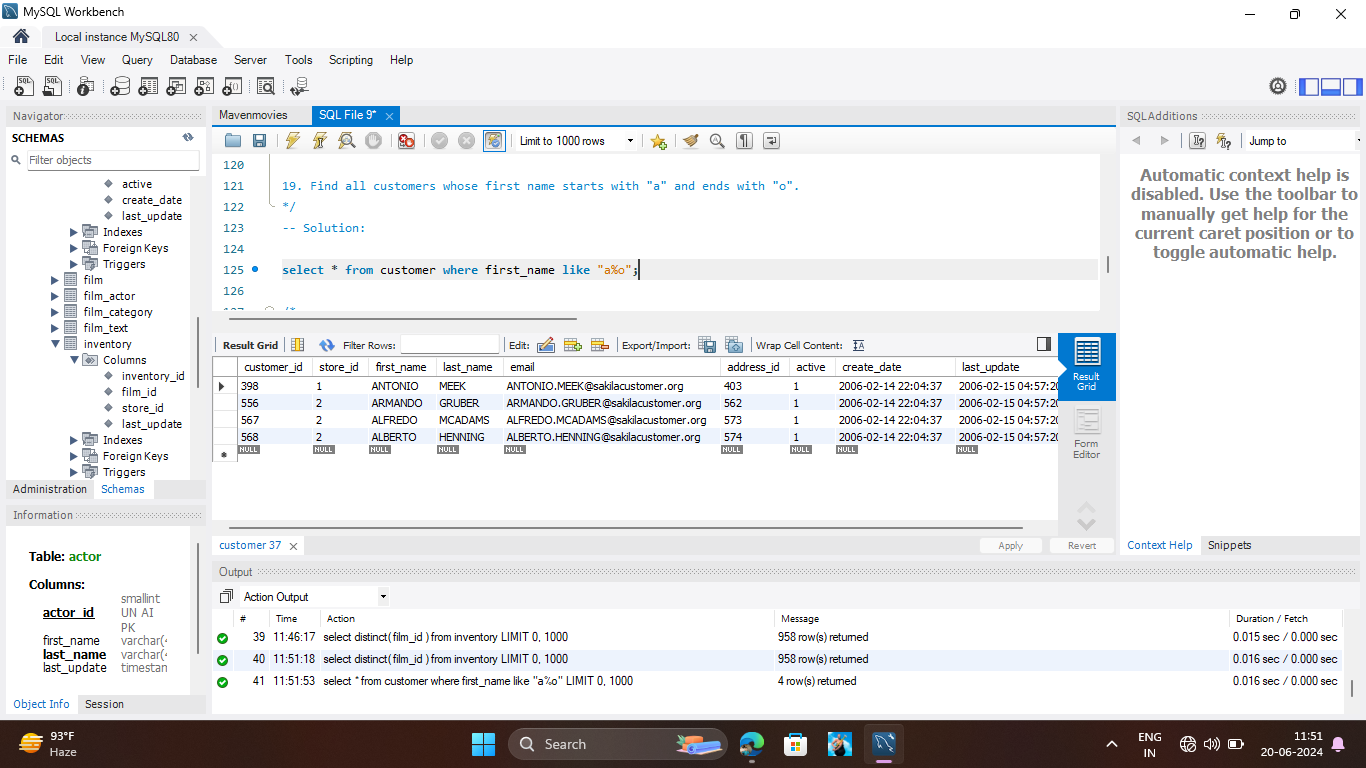 MySQL Workbench
Local instance MySQL80
File Edit View Query Database Server Tools Scripting Help
Navigator
SCHEMAS
Filter objects
active
create_date
last_update
Indexes
Foreign Keys
Triggers
film
film_actor
film_category
film_text
inventory
Columns
inventory_id
film_id
store_id
last_update
Indexes
Foreign Keys
Triggers
Administration Schemas
Information
Table: actor
Columns:
actor_id smallint UN AI PK
first_name varchar(4
last_name varchar(4
last_update timestan
Object Info Session
Mavenmovies SQL File 9*
Limit to 1000 rows
120
121 19. Find all customers whose first name starts with "a" and ends with "o".
122 */
123 -- Solution:
124
125 select * from customer where first_name like "a%o";
126
127 /*
Result Grid Filter Rows: Edit: Export/Import: Wrap Cell Content:
customer_id store_id first_name last_name email address_id active create_date last_update
398 1 ANTONIO MEEK ANTONIO.MEEK@sakilacustomer.org 403 1 2006-02-14 22:04:37 2006-02-15 04:57:20
556 2 ARMANDO GRUBER ARMANDO.GRUBER@sakilacustomer.org 562 1 2006-02-14 22:04:37 2006-02-15 04:57:20
567 2 ALFREDO MCADAMS ALFREDO.MCADAMS@sakilacustomer.org 573 1 2006-02-14 22:04:37 2006-02-15 04:57:20
568 2 ALBERTO HENNING ALBERTO.HENNING@sakilacustomer.org 574 1 2006-02-14 22:04:37 2006-02-15 04:57:20
NULL NULL NULL NULL NULL NULL NULL NULL NULL
Result Grid
Form Editor
customer 37 Apply Revert
Output
Action Output
# Time Action Message Duration / Fetch
39 11:46:17 select distinct( film_id ) from inventory LIMIT 0, 1000 958 row(s) returned 0.015 sec / 0.000 sec
40 11:51:18 select distinct( film_id ) from inventory LIMIT 0, 1000 958 row(s) returned 0.016 sec / 0.000 sec
41 11:51:53 select * from customer where first_name like "a%o" LIMIT 0, 1000 4 row(s) returned 0.016 sec / 0.000 sec
SQLAdditions
Jump to
Automatic context help is
disabled. Use the toolbar to
manually get help for the
current caret position or to
toggle automatic help.
Context Help Snippets
93°F
Haze
Search
ENG
IN
11:51
20-06-2024